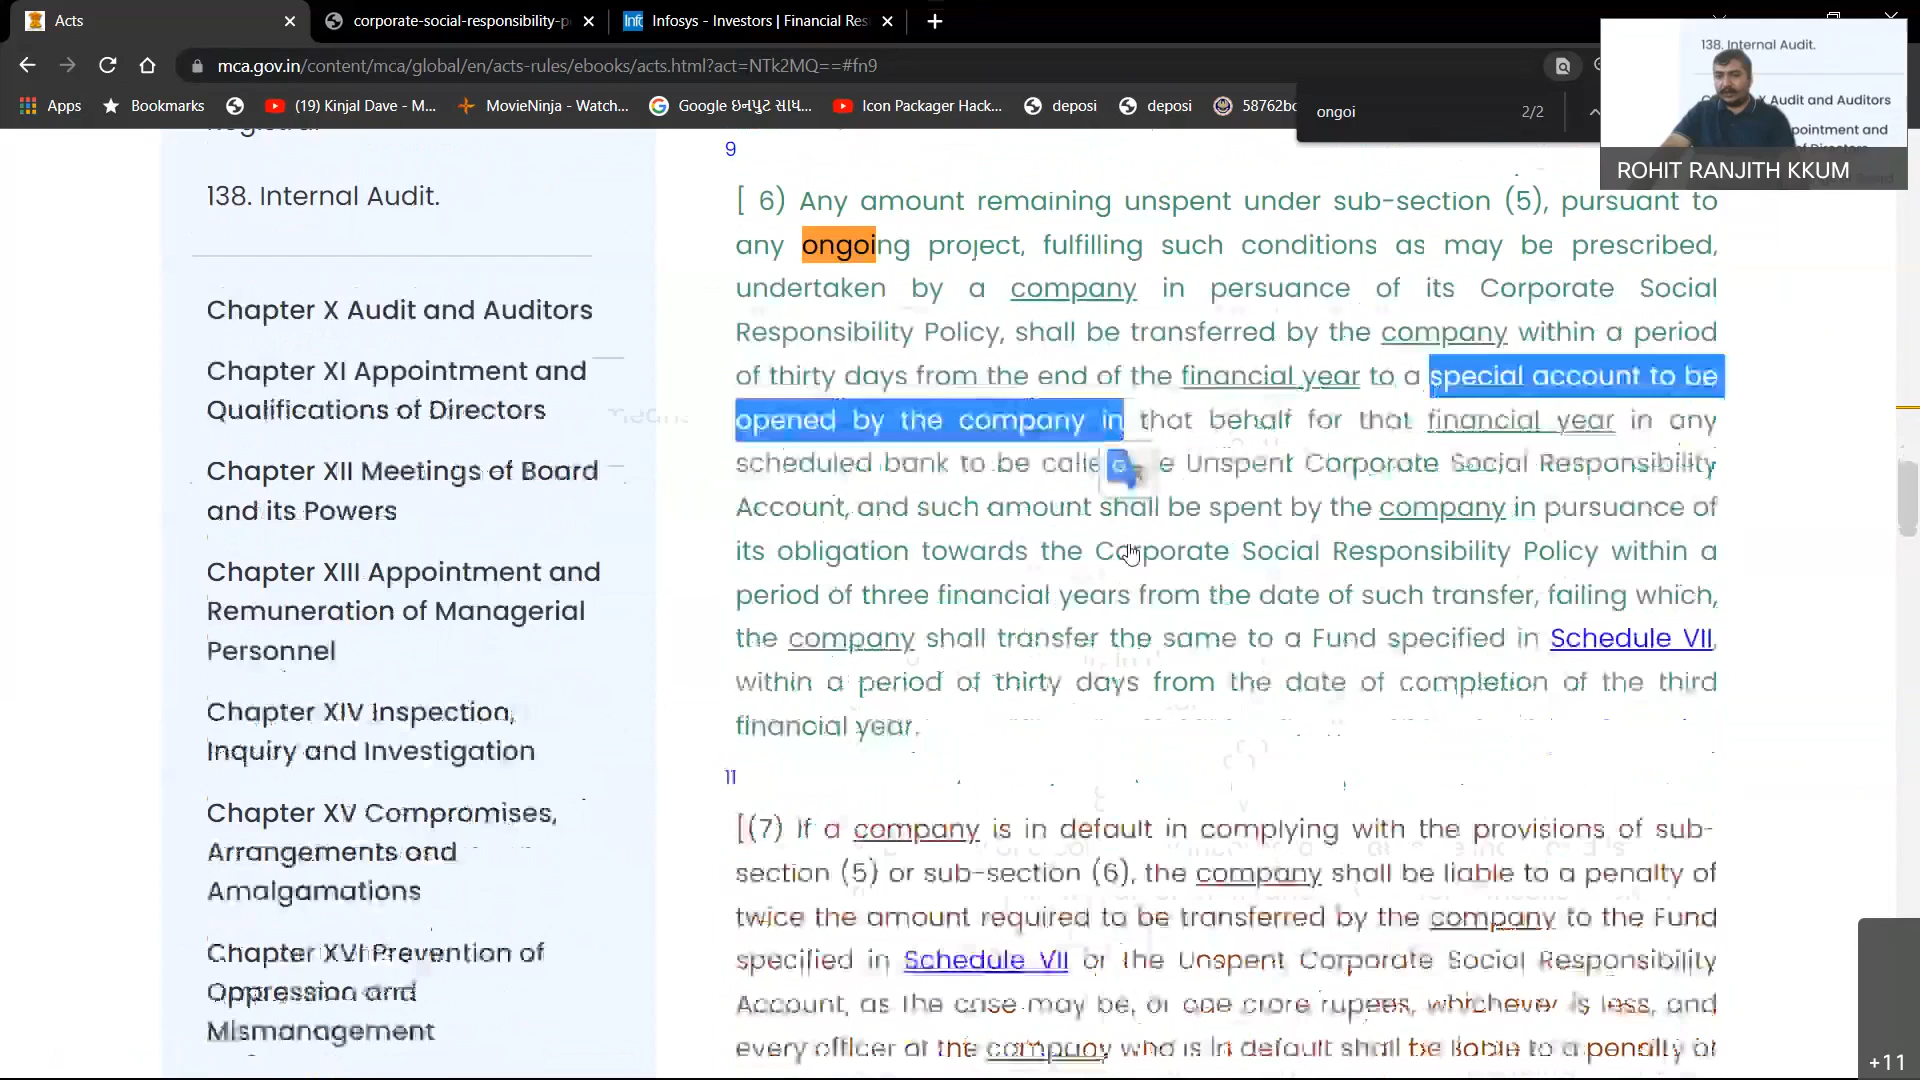 Acts
corporate-social-responsibility-p
Infosys - Investors | Financial Res
mca.gov.in/content/mca/global/en/acts-rules/ebooks/acts.html?act=NTk2MQ==#fn9
Apps
Bookmarks
(19) Kinjal Dave - M...
MovieNinja - Watch...
Google ઇનપુટ સાધ...
Icon Packager Hack...
deposi
deposi
58762bc
ongoi
2/2
138. Internal Audit.
X Audit and Auditors
pointment and
ROHIT RANJITH KKUM
138. Internal Audit.
Chapter X Audit and Auditors
Chapter XI Appointment and
Qualifications of Directors
Chapter XII Meetings of Board
and its Powers
Chapter XIII Appointment and
Remuneration of Managerial
Personnel
Chapter XIV Inspection,
Inquiry and Investigation
Chapter XV Compromises,
Arrangements and
Amalgamations
Chapter XVI Prevention of
Oppression and
Mismanagement
9
[ 6) Any amount remaining unspent under sub-section (5), pursuant to
any ongoing project, fulfilling such conditions as may be prescribed,
undertaken by a company in persuance of its Corporate Social
Responsibility Policy, shall be transferred by the company within a period
of thirty days from the end of the financial year to a special account to be
opened by the company in that behalf for that financial year in any
scheduled bank to be calle e Unspent Corporate Social Responsibility
Account, and such amount shall be spent by the company in pursuance of
its obligation towards the Corporate Social Responsibility Policy within a
period of three financial years from the date of such transfer, failing which,
the company shall transfer the same to a Fund specified in Schedule VII,
within a period of thirty days from the date of completion of the third
financial year.
11
[(7) If a company is in default in complying with the provisions of sub-
section (5) or sub-section (6), the company shall be liable to a penalty of
twice the amount required to be transferred by the company to the Fund
specified in Schedule VII or the Unspent Corporate Social Responsibility
Account, as the case may be, or one crore rupees, whichever is less, and
every officer of the company who is in default shall be liable to a penalty of
+11